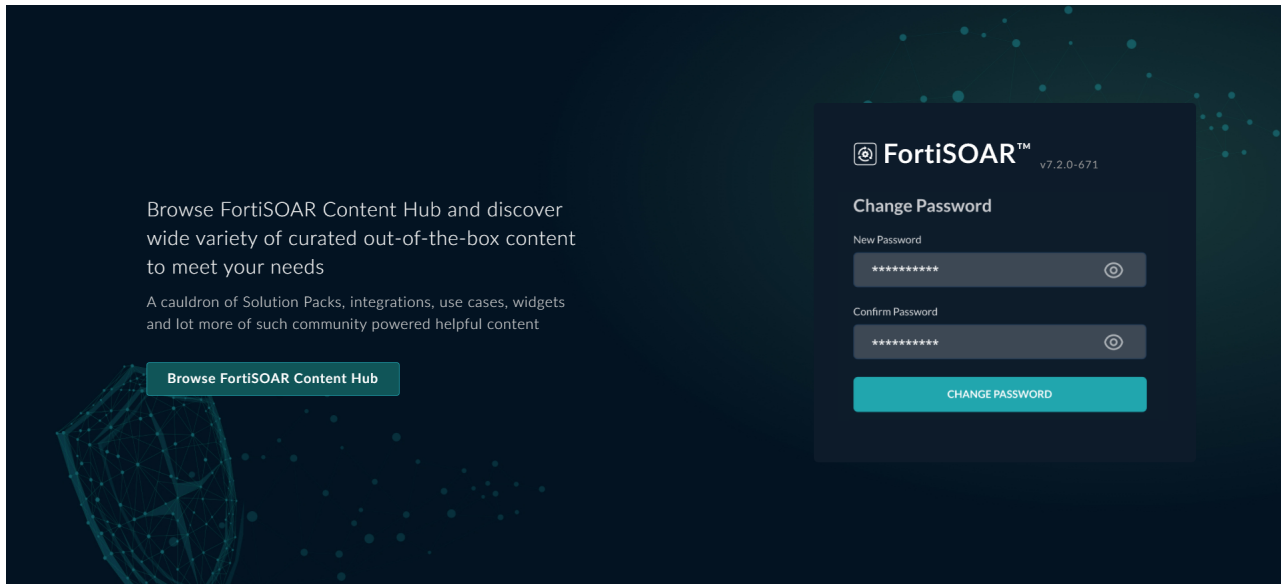 Browse FortiSOAR Content Hub and discover
wide variety of curated out-of-the-box content
to meet your needs
A cauldron of Solution Packs, integrations, use cases, widgets
and lot more of such community powered helpful content
Browse FortiSOAR Content Hub
FortiSOAR™ v7.2.0-671
Change Password
New Password
**********
Confirm Password
**********
CHANGE PASSWORD